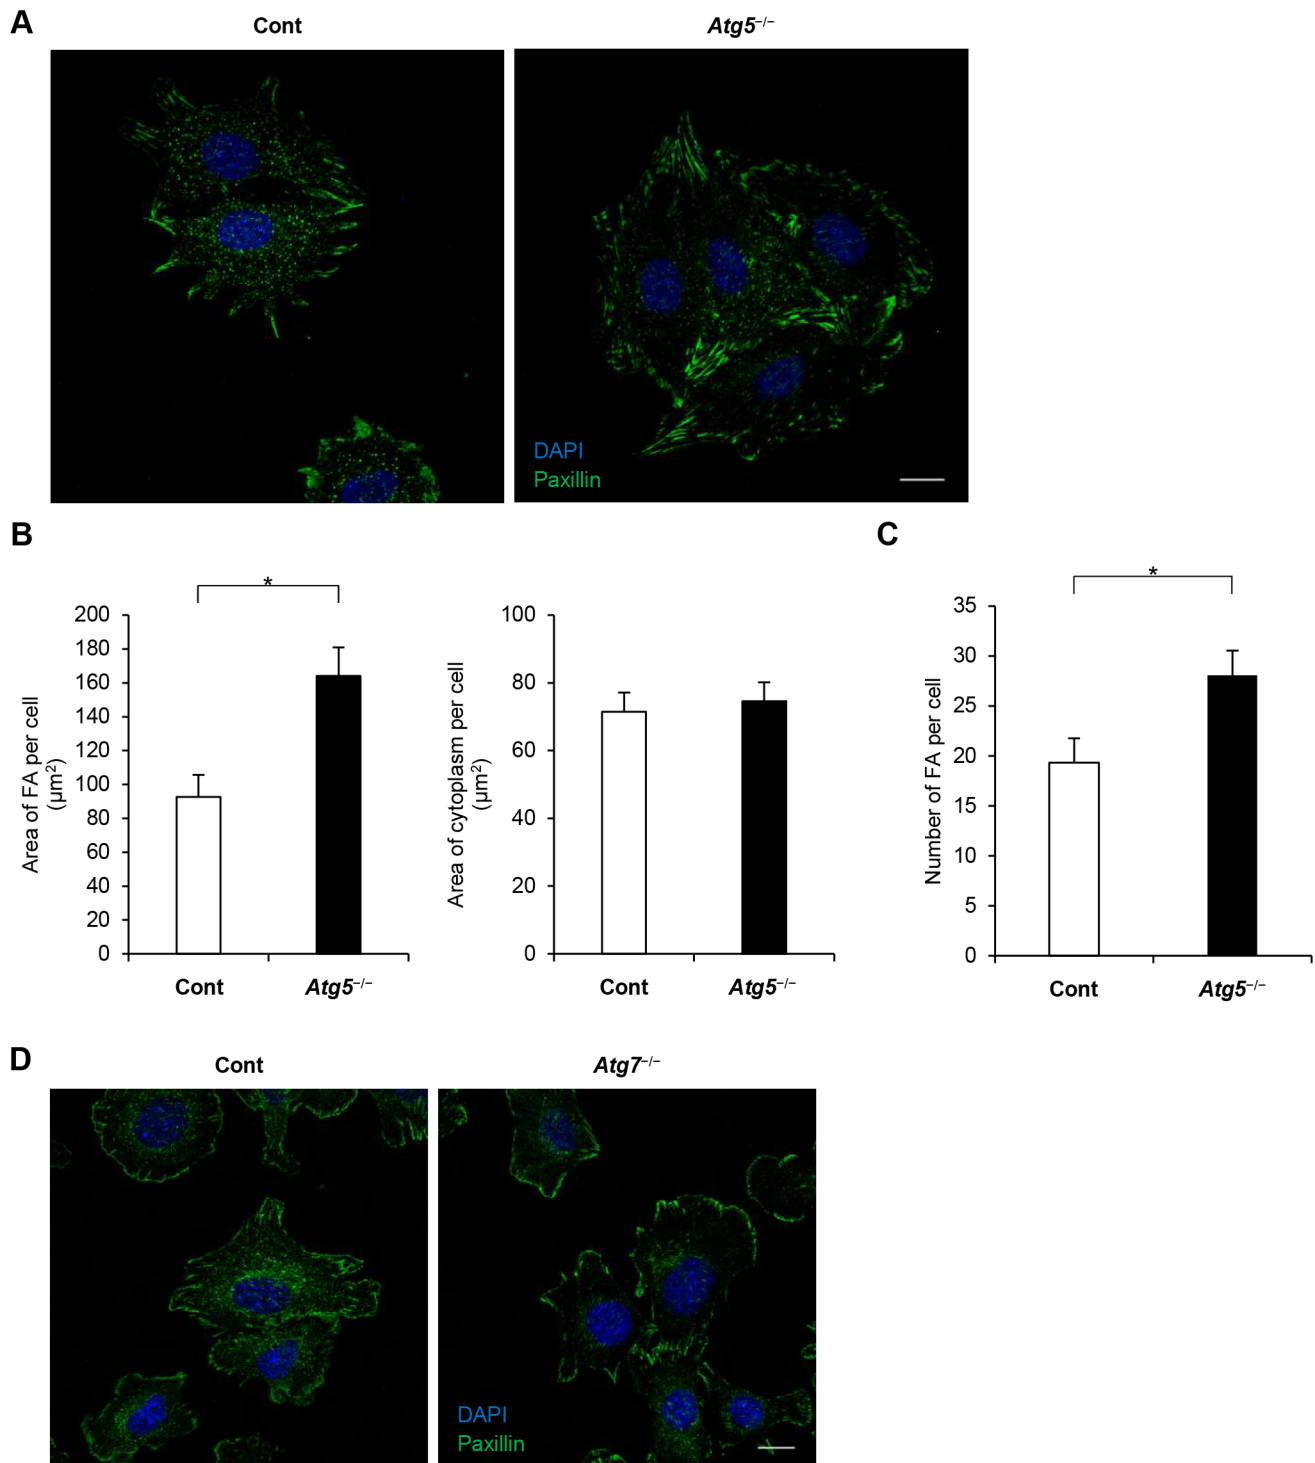 A
Cont
Atg5−/−
DAPI
Paxillin
B
*
Area of FA per cell
(μm2)
200
180
160
140
120
100
80
60
40
20
0
Cont
Atg5−/−
Area of cytoplasm per cell
(μm2)
100
80
60
40
20
0
Cont
Atg5−/−
C
*
Number of FA per cell
35
30
25
20
15
10
5
0
Cont
Atg5−/−
D
Cont
Atg7−/−
DAPI
Paxillin